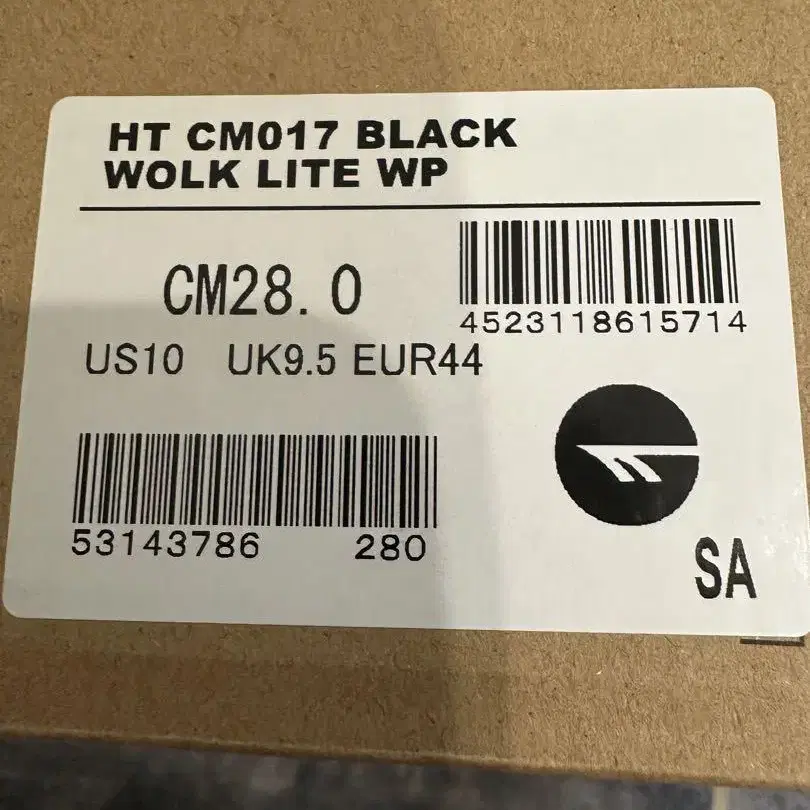 HT CM017 BLACK
WOLK LITE WP
CM28.0
4523118615714
US10 UK9.5 EUR44
53143786 280
SA